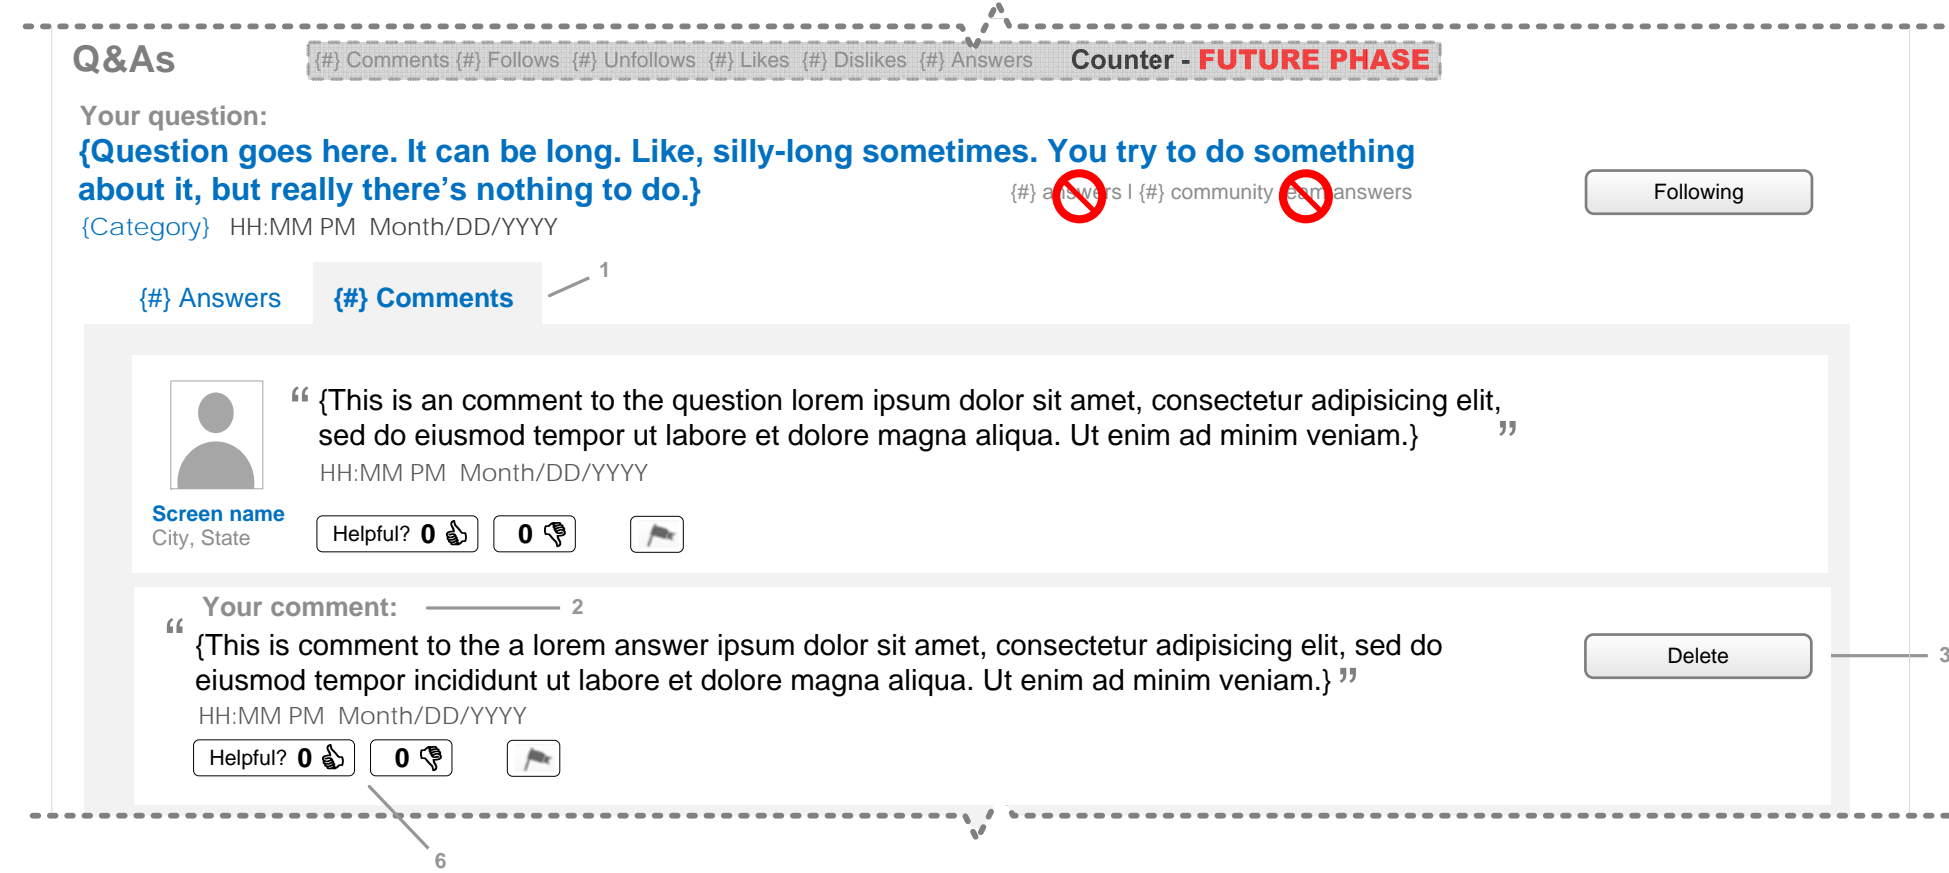 Q&As
{#} Comments {#} Follows {#} Unfollows {#} Likes {#} Dislikes {#} Answers Counter - FUTURE PHASE
Your question:
{Question goes here. It can be long. Like, silly-long sometimes. You try to do something
about it, but really there's nothing to do.}
{#} answers | {#} community team answers
Following
{Category} HH:MM PM Month/DD/YYYY
1
{#} Answers {#} Comments
“ {This is an comment to the question lorem ipsum dolor sit amet, consectetur adipisicing elit,
sed do eiusmod tempor ut labore et dolore magna aliqua. Ut enim ad minim veniam.} ”
HH:MM PM Month/DD/YYYY
Screen name
City, State
Helpful? 0 0
Your comment: 2
“ {This is comment to the a lorem answer ipsum dolor sit amet, consectetur adipisicing elit, sed do
eiusmod tempor incididunt ut labore et dolore magna aliqua. Ut enim ad minim veniam.} ”
Delete 3
HH:MM PM Month/DD/YYYY
Helpful? 0 0
6